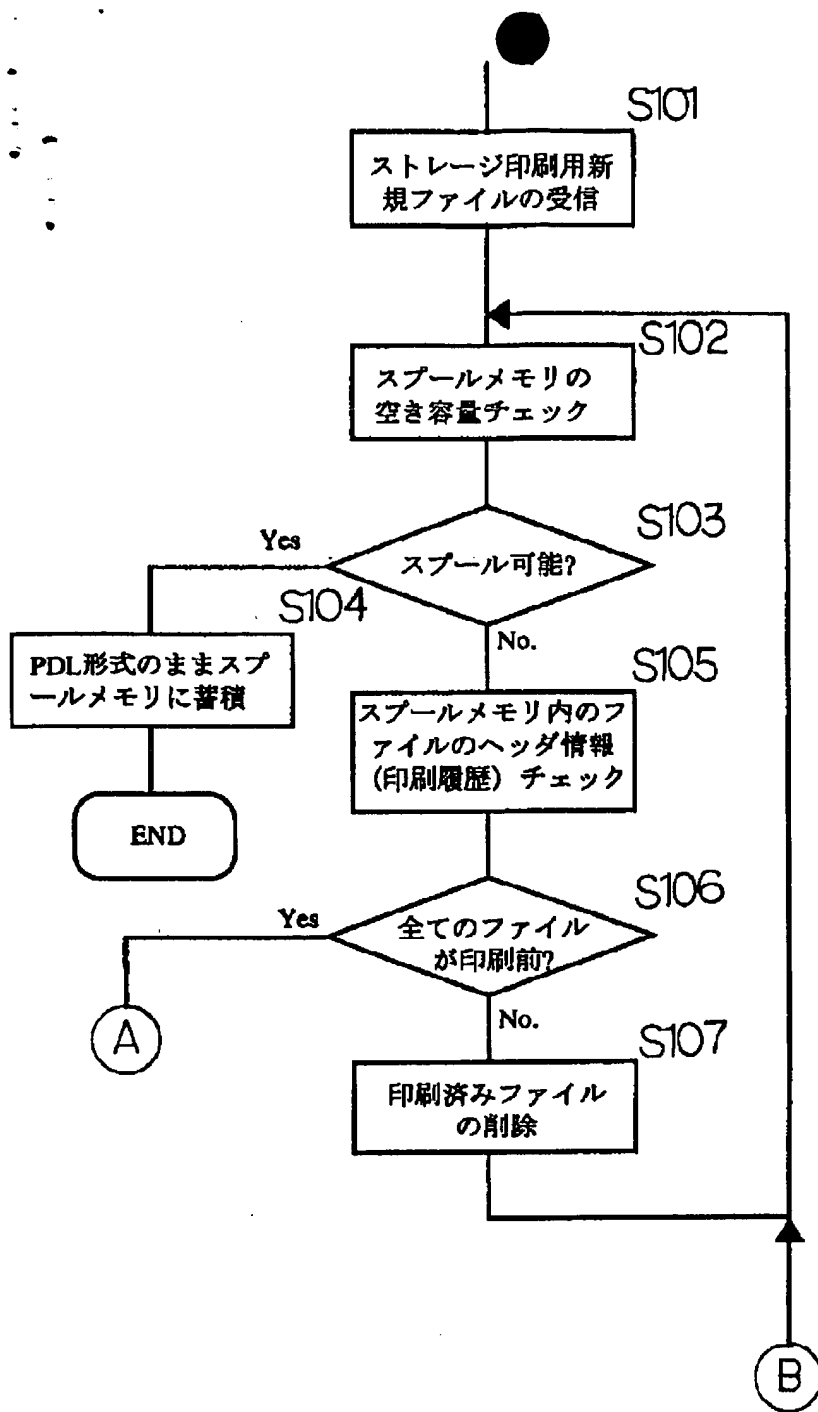 S101
ストレージ印刷用新
規ファイルの受信
S102
スプールメモリの
空き容量チェック
S103
Yes
スプール可能?
S104
No.
PDL形式のままスプ
ールメモリに蓄積
S105
スプールメモリ内のフ
ァイルのヘッダ情報
(印刷履歴) チェック
END
S106
Yes
全てのファイル
が印刷前?
A
No.
S107
印刷済みファイル
の削除
B